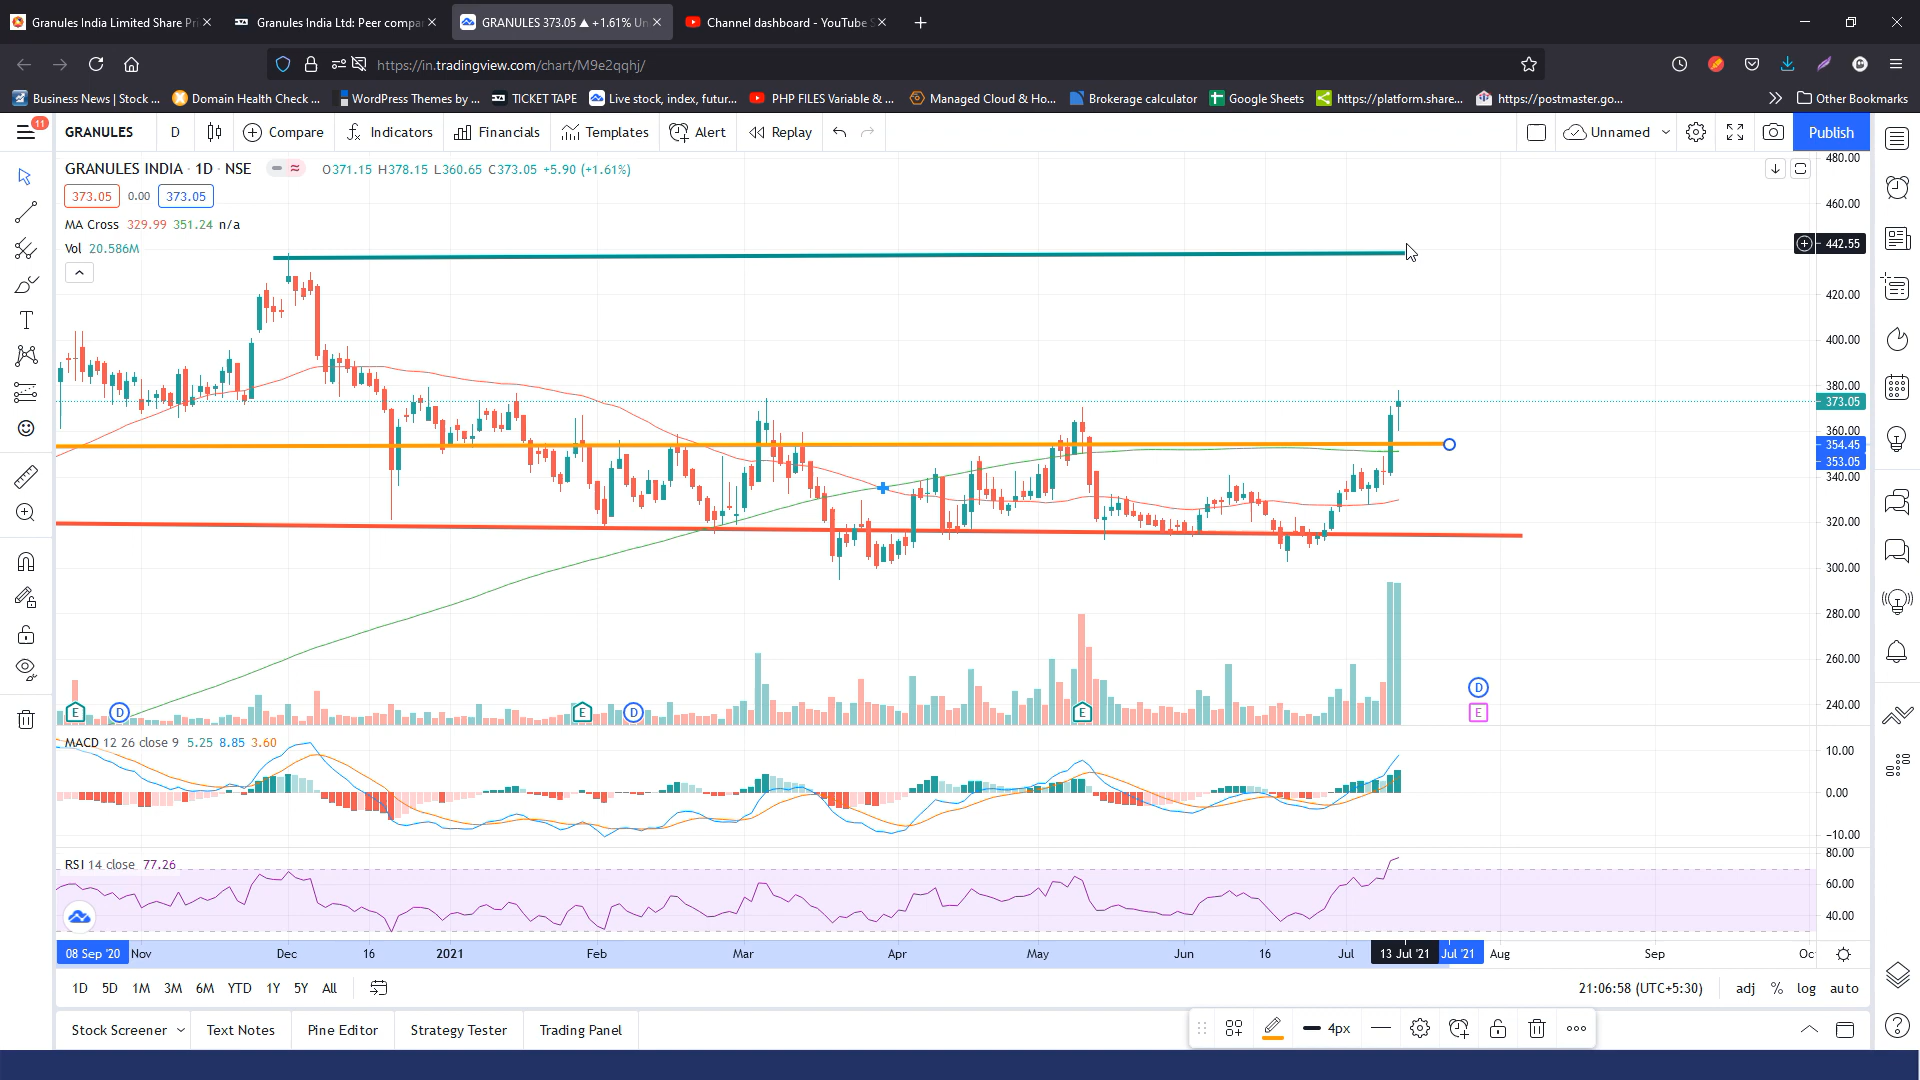 Granules India Limited Share Pri
Granules India Ltd: Peer compar
GRANULES 373.05 ▲ +1.61% Un
Channel dashboard - YouTube S
https://in.tradingview.com/chart/M9e2qqhj/
Business News | Stock ...
Domain Health Check ...
WordPress Themes by ...
TICKET TAPE
Live stock, index, futur...
PHP FILES Variable & ...
Managed Cloud & Ho...
Brokerage calculator
Google Sheets
https://platform.share...
https://postmaster.go...
Other Bookmarks
11
GRANULES
D
Compare
Indicators
Financials
Templates
Alert
Replay
Unnamed
Publish
GRANULES INDIA · 1D · NSE
O371.15 H378.15 L360.65 C373.05 +5.90 (+1.61%)
373.05 0.00 373.05
MA Cross 329.99 351.24 n/a
Vol 20.586M
480.00
460.00
442.55
420.00
400.00
380.00
373.05
360.00
354.45
353.05
340.00
320.00
300.00
280.00
260.00
240.00
E D E D E D E
MACD 12 26 close 9 5.25 8.85 3.60
10.00
0.00
−10.00
RSI 14 close 77.26
80.00
60.00
40.00
08 Sep '20 Nov Dec 16 2021 Feb Mar Apr May Jun 16 Jul 13 Jul '21 Jul '21 Aug Sep Oc
1D 5D 1M 3M 6M YTD 1Y 5Y All
21:06:58 (UTC+5:30) adj % log auto
Stock Screener Text Notes Pine Editor Strategy Tester Trading Panel
4px